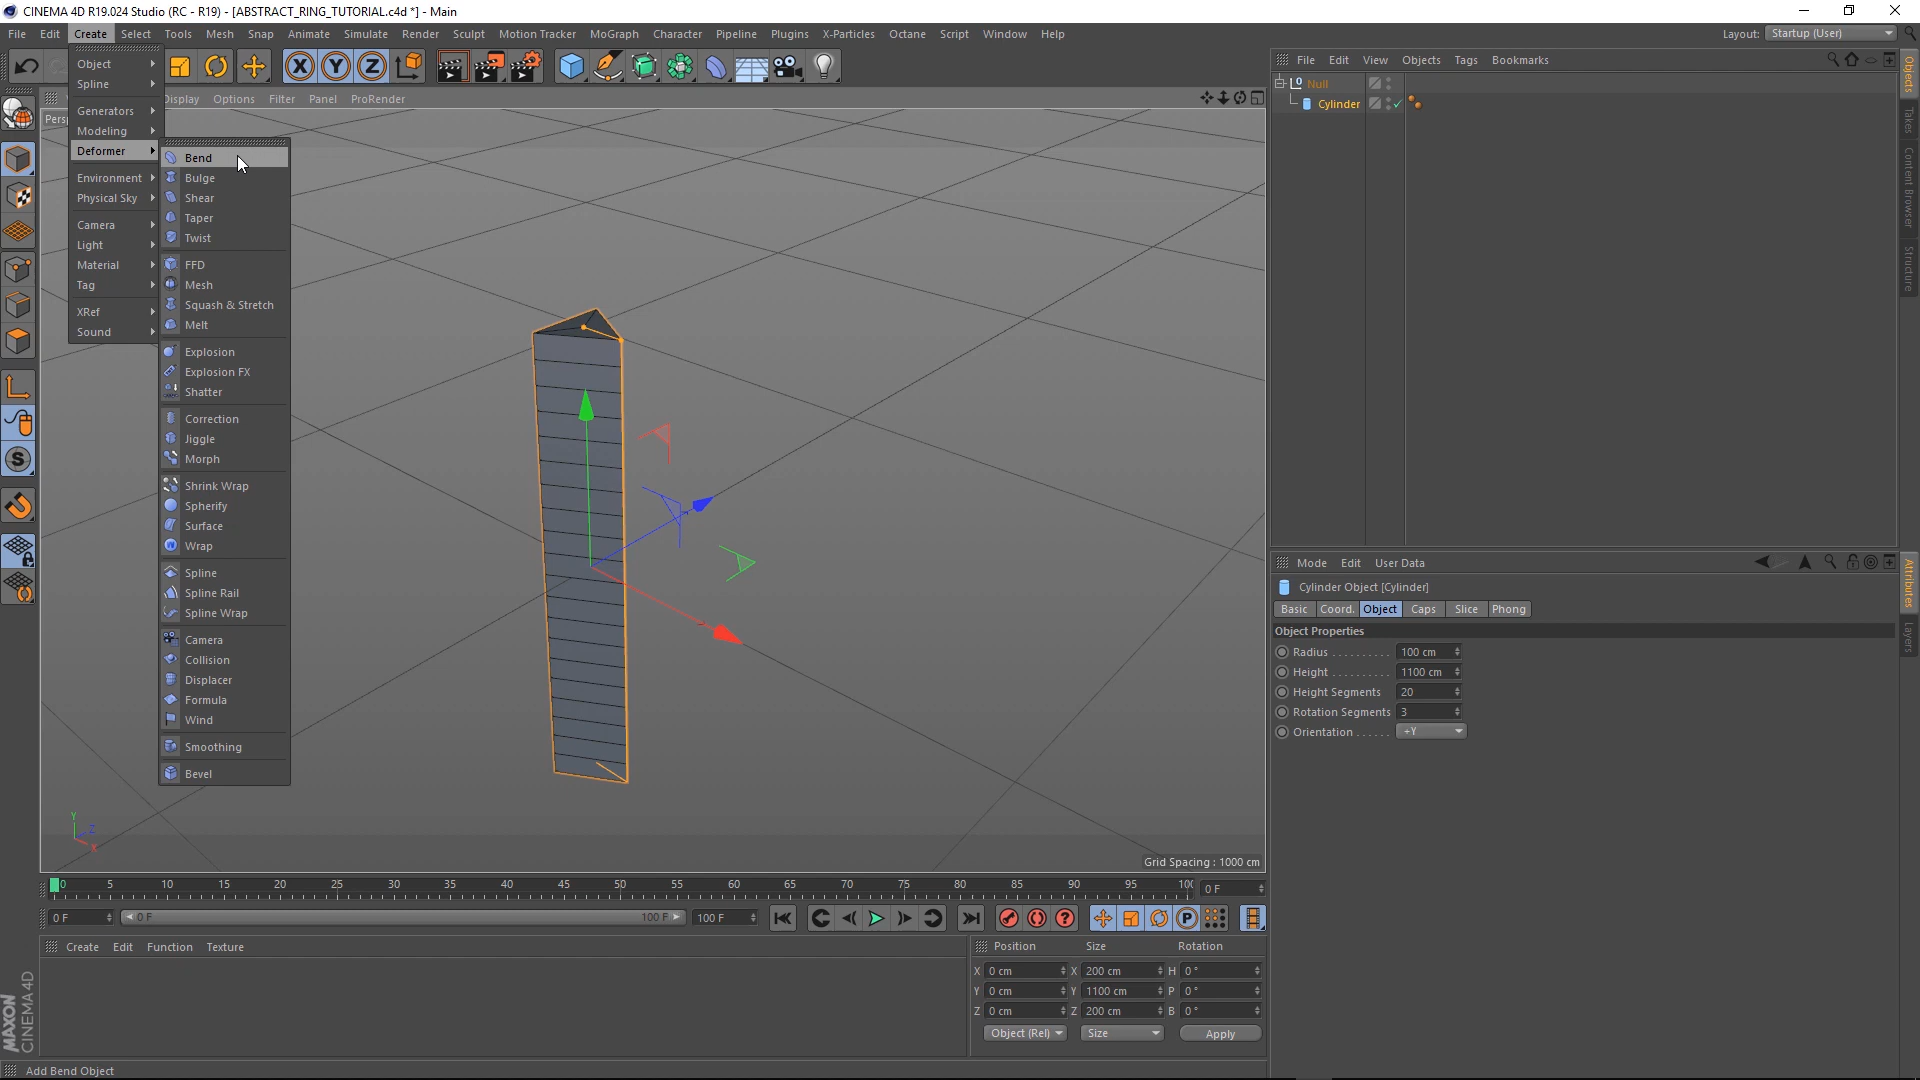 CINEMA 4D R19.024 Studio (RC - R19) - [ABSTRACT_RING_TUTORIAL.c4d *] - Main
File Edit Create Select Tools Mesh Snap Animate Simulate Render Sculpt Motion Tracker MoGraph Character Pipeline Plugins X-Particles Octane Script Window Help Layout: Startup (User)
Object
Spline
Generators
Modeling
Deformer
Environment
Physical Sky
Camera
Light
Material
Tag
XRef
Sound
Bend
Bulge
Shear
Taper
Twist
FFD
Mesh
Squash & Stretch
Melt
Explosion
Explosion FX
Shatter
Correction
Jiggle
Morph
Shrink Wrap
Spherify
Surface
Wrap
Spline
Spline Rail
Spline Wrap
Camera
Collision
Displacer
Formula
Wind
Smoothing
Bevel
X Y Z
Display Options Filter Panel ProRender
Persp
Y
Z
X
Grid Spacing : 1000 cm
File Edit View Objects Tags Bookmarks
Null
Cylinder
Objects
Takes
Content Browser
Structure
Mode Edit User Data
Cylinder Object [Cylinder]
Basic Coord. Object Caps Slice Phong
Object Properties
Radius . . . . . . . . . . 100 cm
Height . . . . . . . . . . 1100 cm
Height Segments 20
Rotation Segments 3
Orientation . . . . . . +Y
Attributes
Layers
0 5 10 15 20 25 30 35 40 45 50 55 60 65 70 75 80 85 90 95 100 0 F
0 F 0 F 100 F 100 F
Create Edit Function Texture
Position Size Rotation
X 0 cm X 200 cm H 0 °
Y 0 cm Y 1100 cm P 0 °
Z 0 cm Z 200 cm B 0 °
Object (Rel) Size Apply
MAXON
CINEMA 4D
Add Bend Object